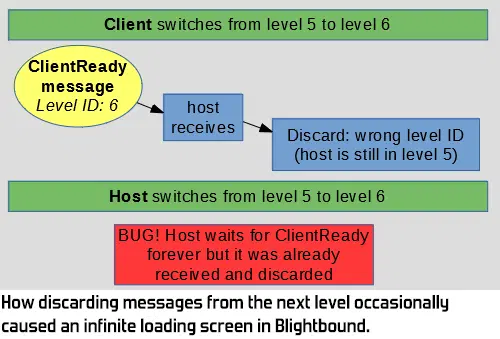 Client switches from level 5 to level 6
ClientReady
message
Level ID: 6
host
receives
Discard: wrong level ID
(host is still in level 5)
Host switches from level 5 to level 6
BUG! Host waits for ClientReady
forever but it was already
received and discarded
How discarding messages from the next level occasionally
caused an infinite loading screen in Blightbound.